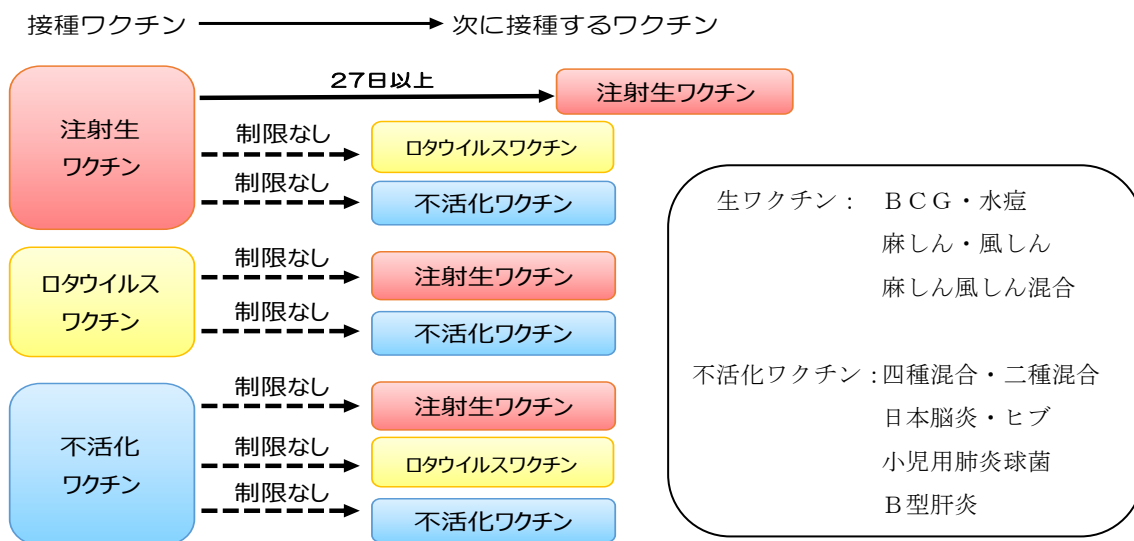 接種ワクチン
次に接種するワクチン
注射生
ワクチン
27日以上
注射生ワクチン
制限なし
ロタウイルスワクチン
制限なし
不活化ワクチン
ロタウイルス
ワクチン
制限なし
注射生ワクチン
制限なし
不活化ワクチン
不活化
ワクチン
制限なし
注射生ワクチン
制限なし
ロタウイルスワクチン
制限なし
不活化ワクチン
生ワクチン： ＢＣＧ・水痘
麻しん・風しん
麻しん風しん混合
不活化ワクチン：四種混合・二種混合
日本脳炎・ヒブ
小児用肺炎球菌
Ｂ型肝炎